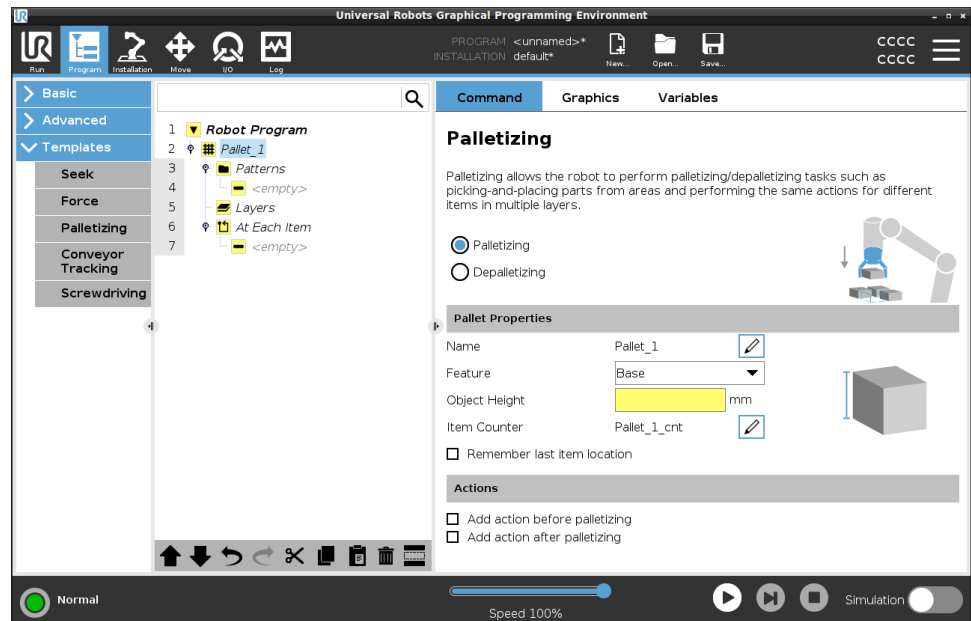 Universal Robots Graphical Programming Environment
UR
Run
Program
Installation
Move
I/O
Log
PROGRAM <unnamed>*
INSTALLATION default*
New...
Open...
Save...
cccc
cccc
Basic
Advanced
Templates
Seek
Force
Palletizing
Conveyor
Tracking
Screwdriving
1 Robot Program
2 Pallet_1
3 Patterns
4 <empty>
5 Layers
6 At Each Item
7 <empty>
Command Graphics Variables
Palletizing
Palletizing allows the robot to perform palletizing/depalletizing tasks such as
picking-and-placing parts from areas and performing the same actions for different
items in multiple layers.
Palletizing
Depalletizing
Pallet Properties
Name Pallet_1
Feature Base
Object Height mm
Item Counter Pallet_1_cnt
Remember last item location
Actions
Add action before palletizing
Add action after palletizing
Normal
Speed 100%
Simulation